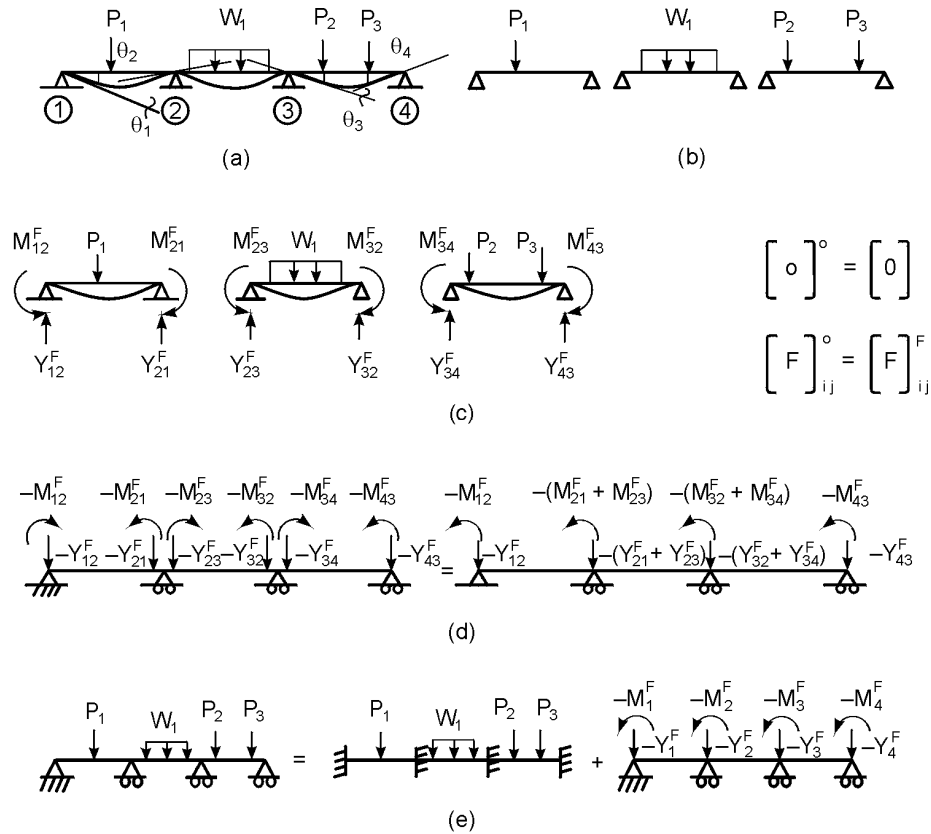 P₁ θ₂ W₁ P₂ P₃ θ₄ P₁ W₁ P₂ P₃
1 θ₁ 2 3 θ₃ 4
(a) (b)
M₁₂ᶠ P₁ M₂₁ᶠ M₂₃ᶠ W₁ M₃₂ᶠ M₃₄ᶠ P₂ P₃ M₄₃ᶠ
[o]° = [0]
Y₁₂ᶠ Y₂₁ᶠ Y₂₃ᶠ Y₃₂ᶠ Y₃₄ᶠ Y₄₃ᶠ
[F]°ᵢⱼ = [F]ᶠᵢⱼ
(c)
–M₁₂ᶠ –M₂₁ᶠ –M₂₃ᶠ –M₃₂ᶠ –M₃₄ᶠ –M₄₃ᶠ –M₁₂ᶠ –(M₂₁ᶠ + M₂₃ᶠ) –(M₃₂ᶠ + M₃₄ᶠ) –M₄₃ᶠ
–Y₁₂ᶠ –Y₂₁ᶠ –Y₂₃ᶠ –Y₃₂ᶠ –Y₃₄ᶠ –Y₄₃ᶠ = –Y₁₂ᶠ –(Y₂₁ᶠ + Y₂₃ᶠ) –(Y₃₂ᶠ + Y₃₄ᶠ) –Y₄₃ᶠ
(d)
P₁ W₁ P₂ P₃ = P₁ W₁ P₂ P₃ + –M₁ᶠ –M₂ᶠ –M₃ᶠ –M₄ᶠ
–Y₁ᶠ –Y₂ᶠ –Y₃ᶠ –Y₄ᶠ
(e)